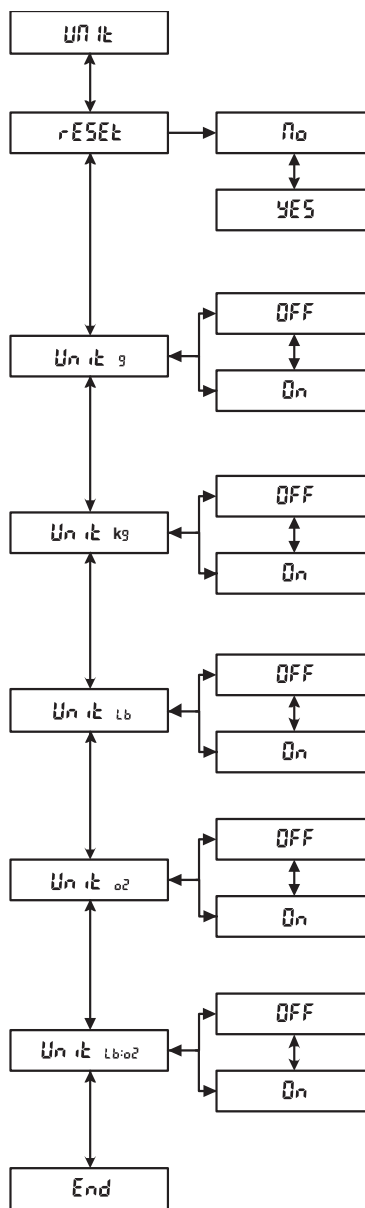 UNIt
rESEt
No
YES
OFF
Unit g
On
OFF
Unit kg
On
OFF
Unit Lb
On
OFF
Unit oz
On
OFF
Unit Lb:oz
On
End